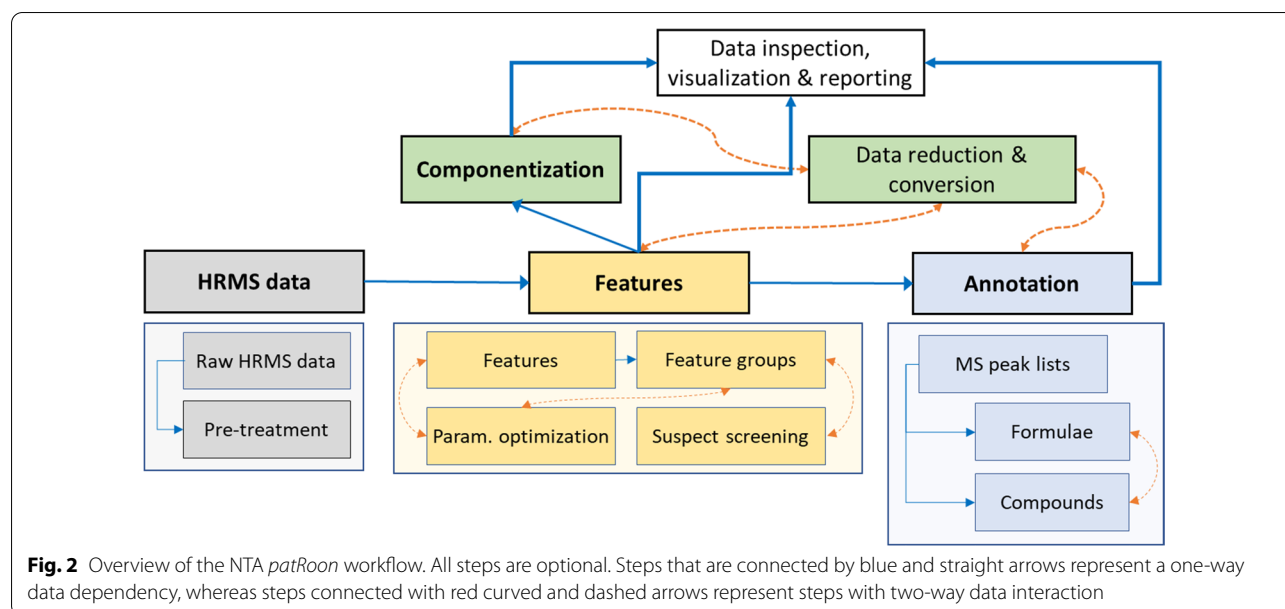 Data inspection,
visualization & reporting
Componentization
Data reduction &
conversion
HRMS data
Features
Annotation
Raw HRMS data
Pre-treatment
Features
Feature groups
Param. optimization
Suspect screening
MS peak lists
Formulae
Compounds
Fig. 2 Overview of the NTA patRoon workflow. All steps are optional. Steps that are connected by blue and straight arrows represent a one-way
data dependency, whereas steps connected with red curved and dashed arrows represent steps with two-way data interaction